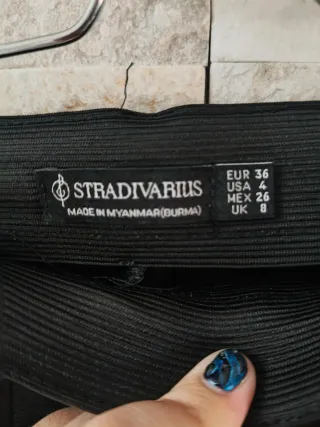 STRADIVARIUS
MADE IN MYANMAR(BURMA)
EUR 36
USA 4
MEX 26
UK 8